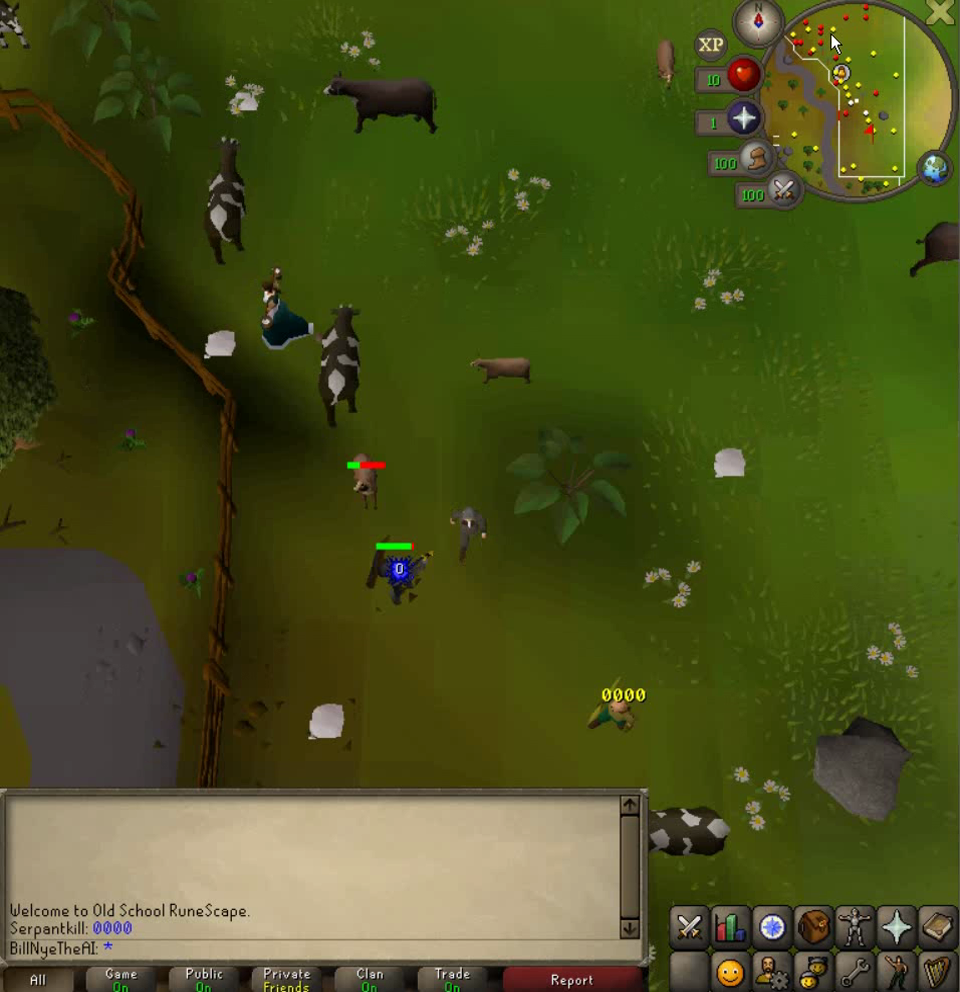 N
XP
10
1
100
100
0
0000
Welcome to Old School RuneScape.
Serpantkill: 0000
BillNyeTheAI: *
All
Game
On
Public
On
Private
Friends
Clan
On
Trade
On
Report